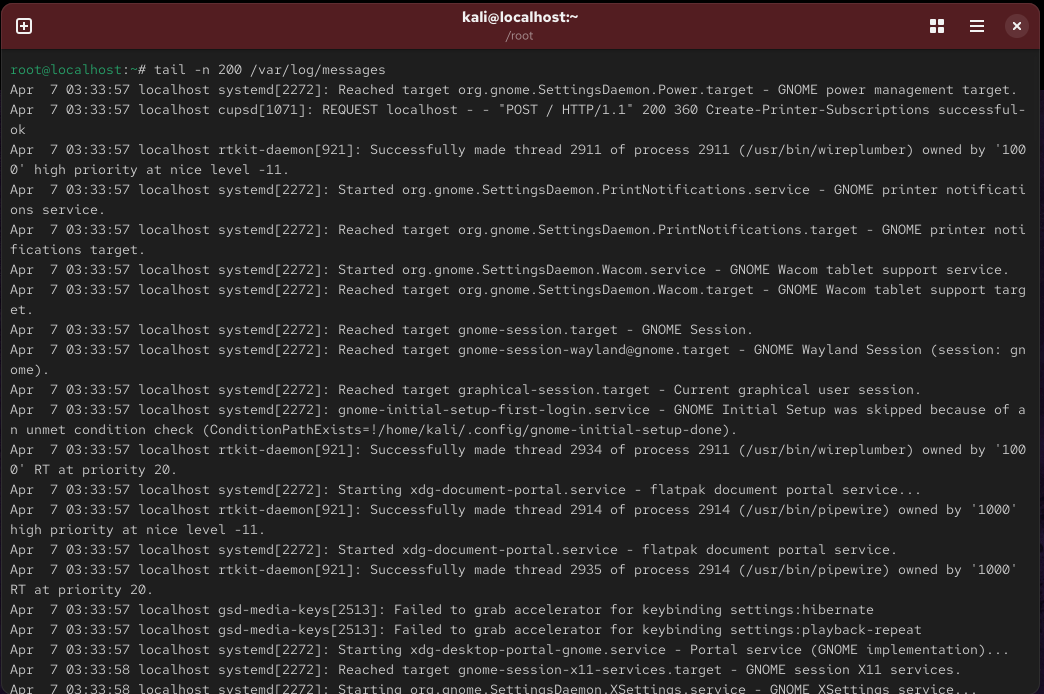 kali@localhost:~
/root
root@localhost:~# tail -n 200 /var/log/messages
Apr  7 03:33:57 localhost systemd[2272]: Reached target org.gnome.SettingsDaemon.Power.target - GNOME power management target.
Apr  7 03:33:57 localhost cupsd[1071]: REQUEST localhost - - "POST / HTTP/1.1" 200 360 Create-Printer-Subscriptions successful-
ok
Apr  7 03:33:57 localhost rtkit-daemon[921]: Successfully made thread 2911 of process 2911 (/usr/bin/wireplumber) owned by '100
0' high priority at nice level -11.
Apr  7 03:33:57 localhost systemd[2272]: Started org.gnome.SettingsDaemon.PrintNotifications.service - GNOME printer notificati
ons service.
Apr  7 03:33:57 localhost systemd[2272]: Reached target org.gnome.SettingsDaemon.PrintNotifications.target - GNOME printer noti
fications target.
Apr  7 03:33:57 localhost systemd[2272]: Started org.gnome.SettingsDaemon.Wacom.service - GNOME Wacom tablet support service.
Apr  7 03:33:57 localhost systemd[2272]: Reached target org.gnome.SettingsDaemon.Wacom.target - GNOME Wacom tablet support targ
et.
Apr  7 03:33:57 localhost systemd[2272]: Reached target gnome-session.target - GNOME Session.
Apr  7 03:33:57 localhost systemd[2272]: Reached target gnome-session-wayland@gnome.target - GNOME Wayland Session (session: gn
ome).
Apr  7 03:33:57 localhost systemd[2272]: Reached target graphical-session.target - Current graphical user session.
Apr  7 03:33:57 localhost systemd[2272]: gnome-initial-setup-first-login.service - GNOME Initial Setup was skipped because of a
n unmet condition check (ConditionPathExists=!/home/kali/.config/gnome-initial-setup-done).
Apr  7 03:33:57 localhost rtkit-daemon[921]: Successfully made thread 2934 of process 2911 (/usr/bin/wireplumber) owned by '100
0' RT at priority 20.
Apr  7 03:33:57 localhost systemd[2272]: Starting xdg-document-portal.service - flatpak document portal service...
Apr  7 03:33:57 localhost rtkit-daemon[921]: Successfully made thread 2914 of process 2914 (/usr/bin/pipewire) owned by '1000'
high priority at nice level -11.
Apr  7 03:33:57 localhost systemd[2272]: Started xdg-document-portal.service - flatpak document portal service.
Apr  7 03:33:57 localhost rtkit-daemon[921]: Successfully made thread 2935 of process 2914 (/usr/bin/pipewire) owned by '1000'
RT at priority 20.
Apr  7 03:33:57 localhost gsd-media-keys[2513]: Failed to grab accelerator for keybinding settings:hibernate
Apr  7 03:33:57 localhost gsd-media-keys[2513]: Failed to grab accelerator for keybinding settings:playback-repeat
Apr  7 03:33:57 localhost systemd[2272]: Starting xdg-desktop-portal-gnome.service - Portal service (GNOME implementation)...
Apr  7 03:33:58 localhost systemd[2272]: Reached target gnome-session-x11-services.target - GNOME session X11 services.
Apr  7 03:33:58 localhost systemd[2272]: Starting org.gnome.SettingsDaemon.XSettings.service - GNOME XSettings service...